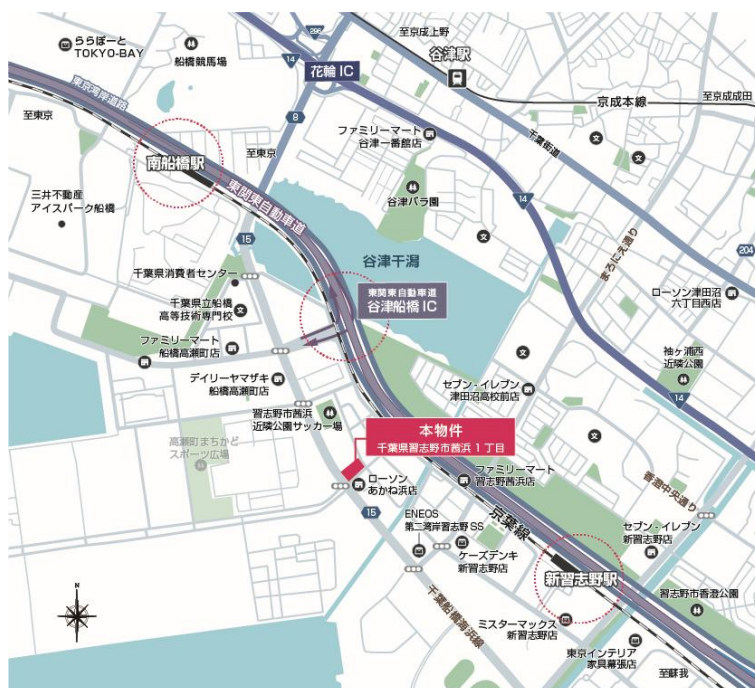 ららぽーと
TOKYO-BAY
船橋競馬場
296
14
花輪IC
至京成上野
谷津駅
京成本線
至京成成田
東京湾岸道路
至東京
8
ファミリーマート
谷津一番館店
千葉街道
至東京
南船橋駅
東関東自動車道
三井不動産
アイスパーク船橋
谷津バラ園
14
文
文
文
文
まろにえ通り
204
15
谷津干潟
千葉県消費者センター
東関東自動車道
谷津船橋IC
ローソン津田沼
六丁目西店
千葉県立船橋
高等技術専門校
文
ファミリーマート
船橋高瀬町店
袖ヶ浦西
近隣公園
デイリーヤマザキ
船橋高瀬町店
文
セブン-イレブン
津田沼高校前店
14
習志野市茜浜
近隣公園サッカー場
本物件
千葉県習志野市茜浜1丁目
文
高瀬町まちかど
スポーツ広場
ローソン
あかね浜店
ファミリーマート
習志野茜浜店
香澄中央通り
15
ENEOS
第二湾岸習志野SS
京葉線
セブン-イレブン
新習志野店
ケーズデンキ
新習志野店
新習志野駅
N
千葉船橋海浜線
習志野市香澄公園
ミスターマックス
新習志野店
東京インテリア
家具幕張店
至蘇我